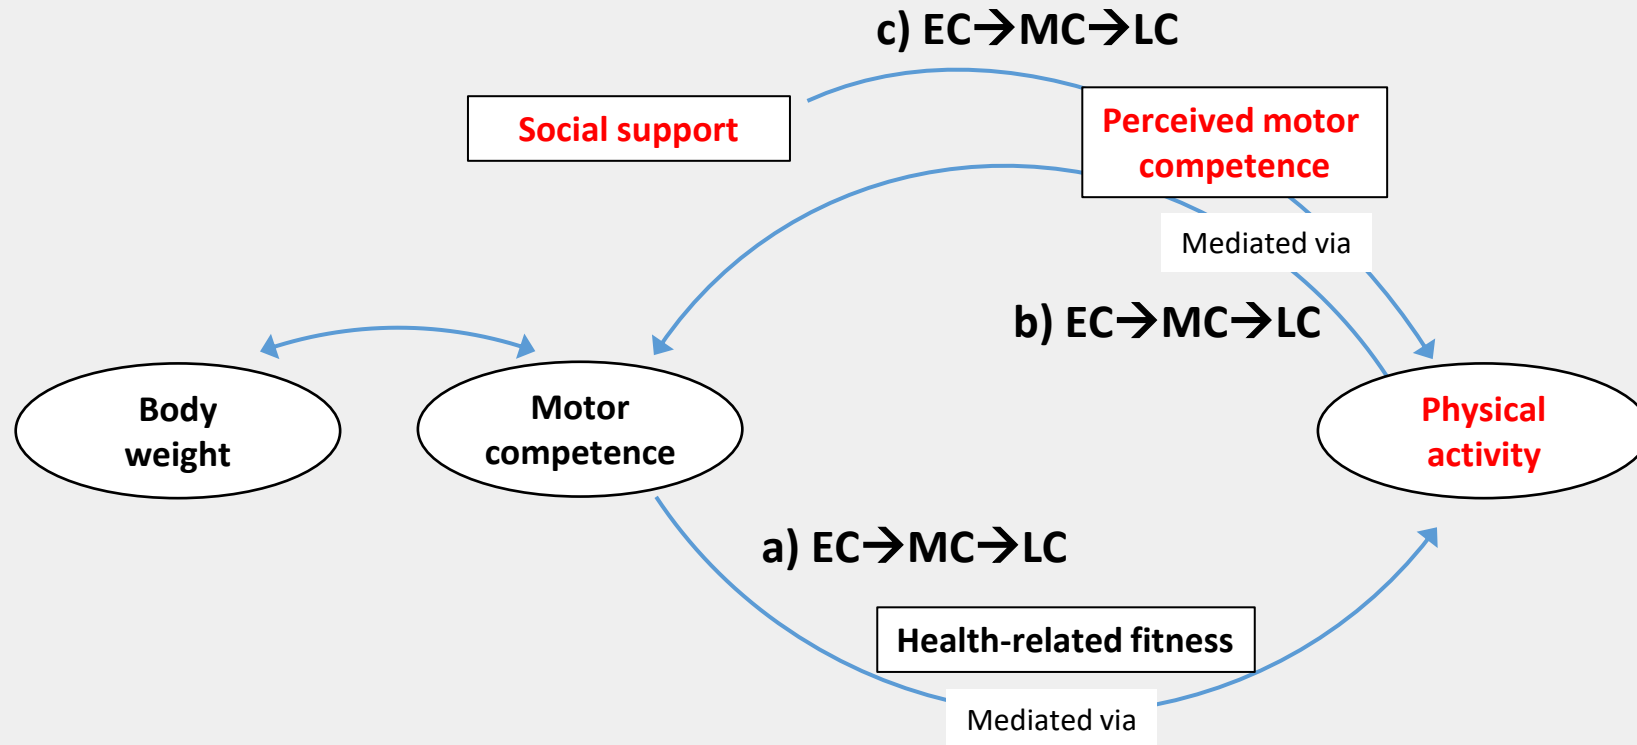 c) EC→MC→LC
Social support
Perceived motor
competence
Mediated via
b) EC→MC→LC
Body
weight
Motor
competence
Physical
activity
a) EC→MC→LC
Health-related fitness
Mediated via